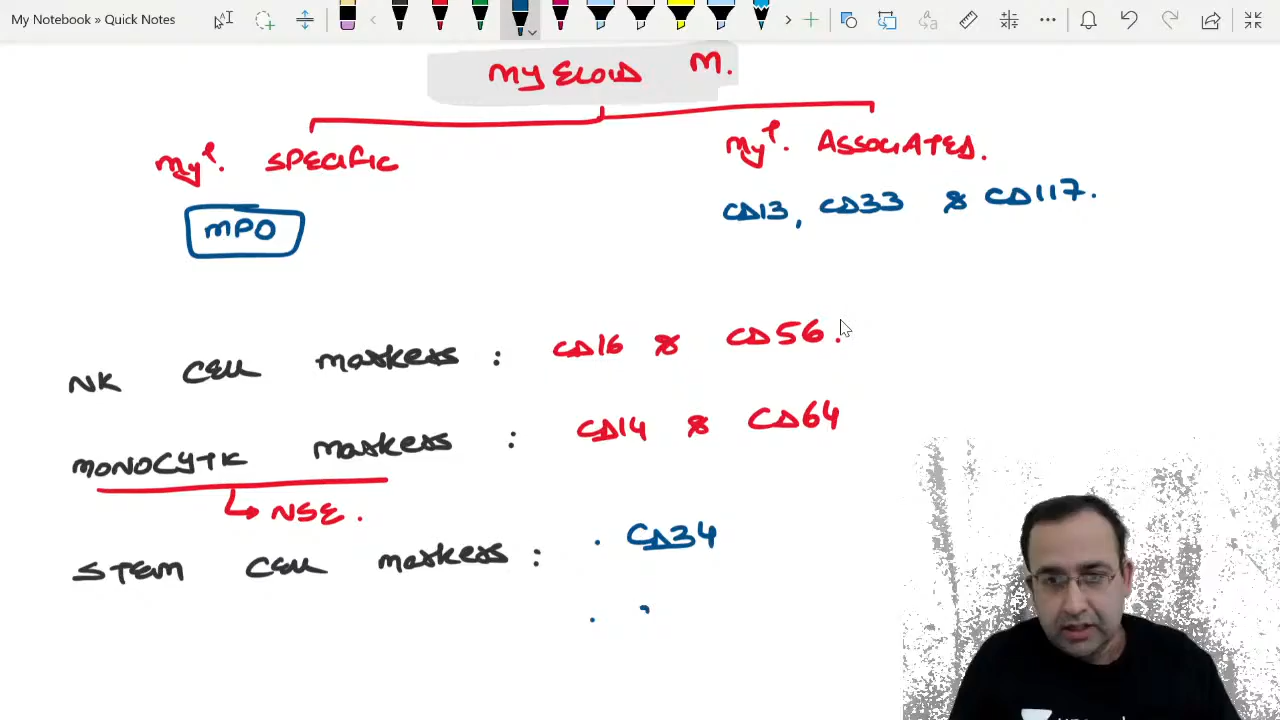 My Notebook » Quick Notes
MYELOID M.
My? SPECIFIC
My? ASSOCIATED.
MPO
CD13, CD33 & CD117.
NK CELL markers : CD16 & CD56.
MONOCYTIC markers : CD14 & CD64
NSE.
STEM CELL markers : . CD34